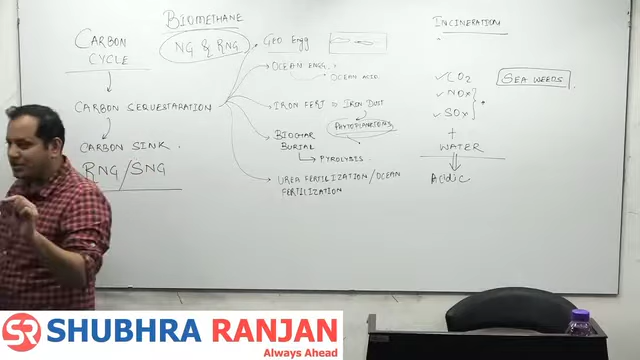 BIOMETHANE
NG & RNG
CARBON
CYCLE
CARBON SEQUESTARATION
CARBON SINK
RNG/SNG
GEO Engg
OCEAN ENGG.
OCEAN ACID.
IRON FERT
IRON DUST
PHYTOPLANKTONS
BIOCHAR
BURIAL
PYROLYSIS
UREA FERTILIZATION / OCEAN
FERTILIZATION
INCINERATION
CO2
NOx
SOx
+
WATER
Acidic
SEA WEEDS
SR
SHUBHRA RANJAN
Always Ahead